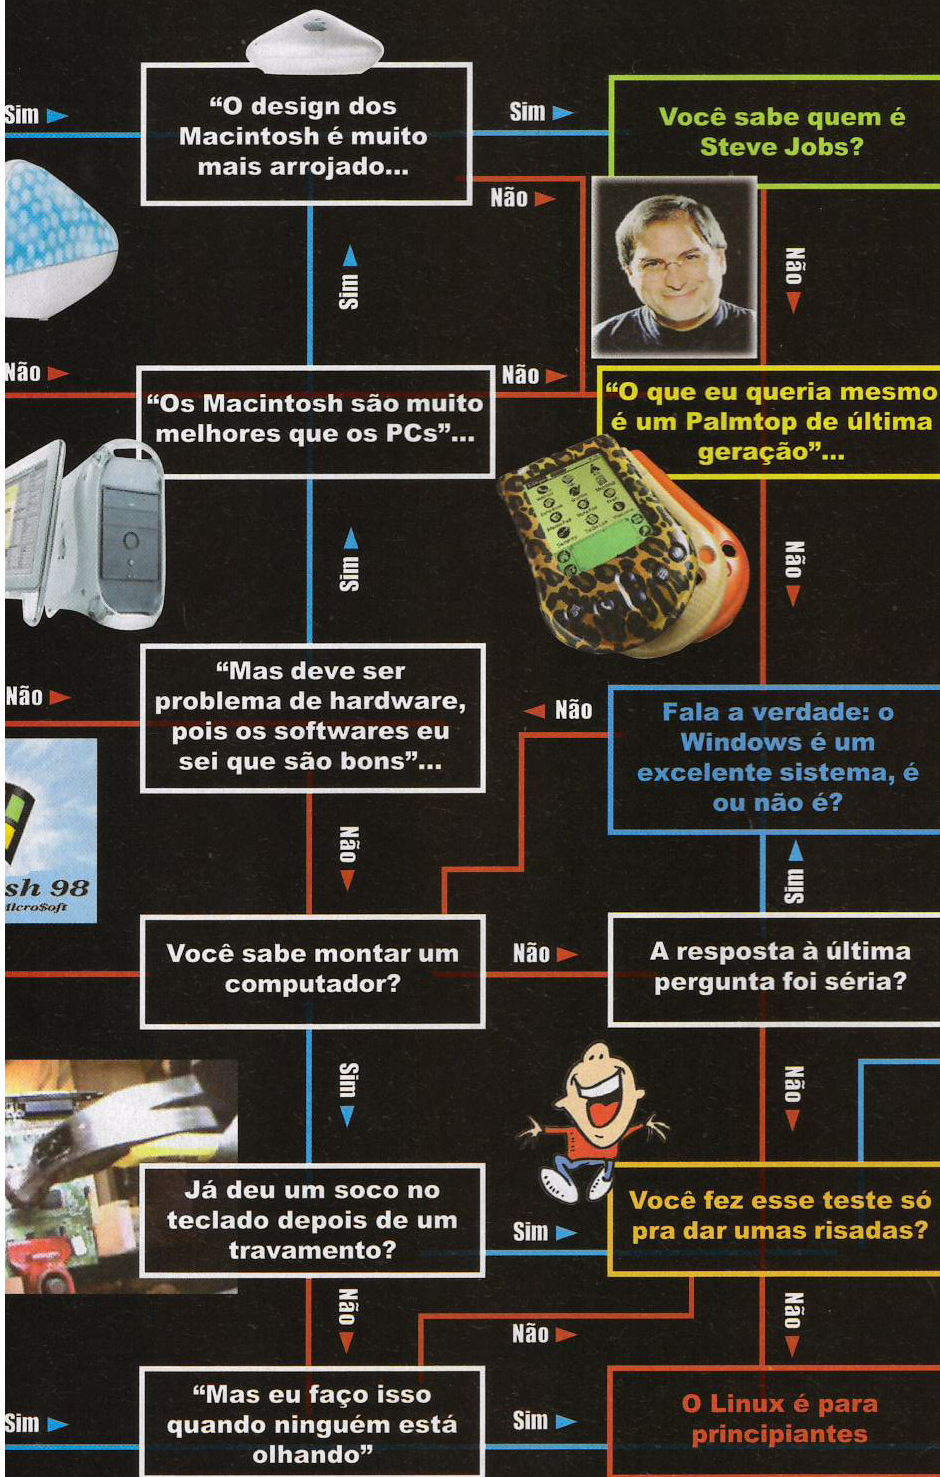 Sim
“O design dos
Macintosh é muito
mais arrojado...
Sim
Você sabe quem é
Steve Jobs?
Não
Não
Sim
Não
“Os Macintosh são muito
melhores que os PCs”...
Não
“O que eu queria mesmo
é um Palmtop de última
geração”...
Sim
Não
“Mas deve ser
problema de hardware,
pois os softwares eu
sei que são bons”...
Não
Não
Fala a verdade: o
Windows é um
excelente sistema, é
ou não é?
sh 98
Micro$oft
Não
Sim
Você sabe montar um
computador?
Não
A resposta à última
pergunta foi séria?
Sim
Não
Já deu um soco no
teclado depois de um
travamento?
Sim
Você fez esse teste só
pra dar umas risadas?
Não
Não
Não
Sim
“Mas eu faço isso
quando ninguém está
olhando”
Sim
O Linux é para
principiantes